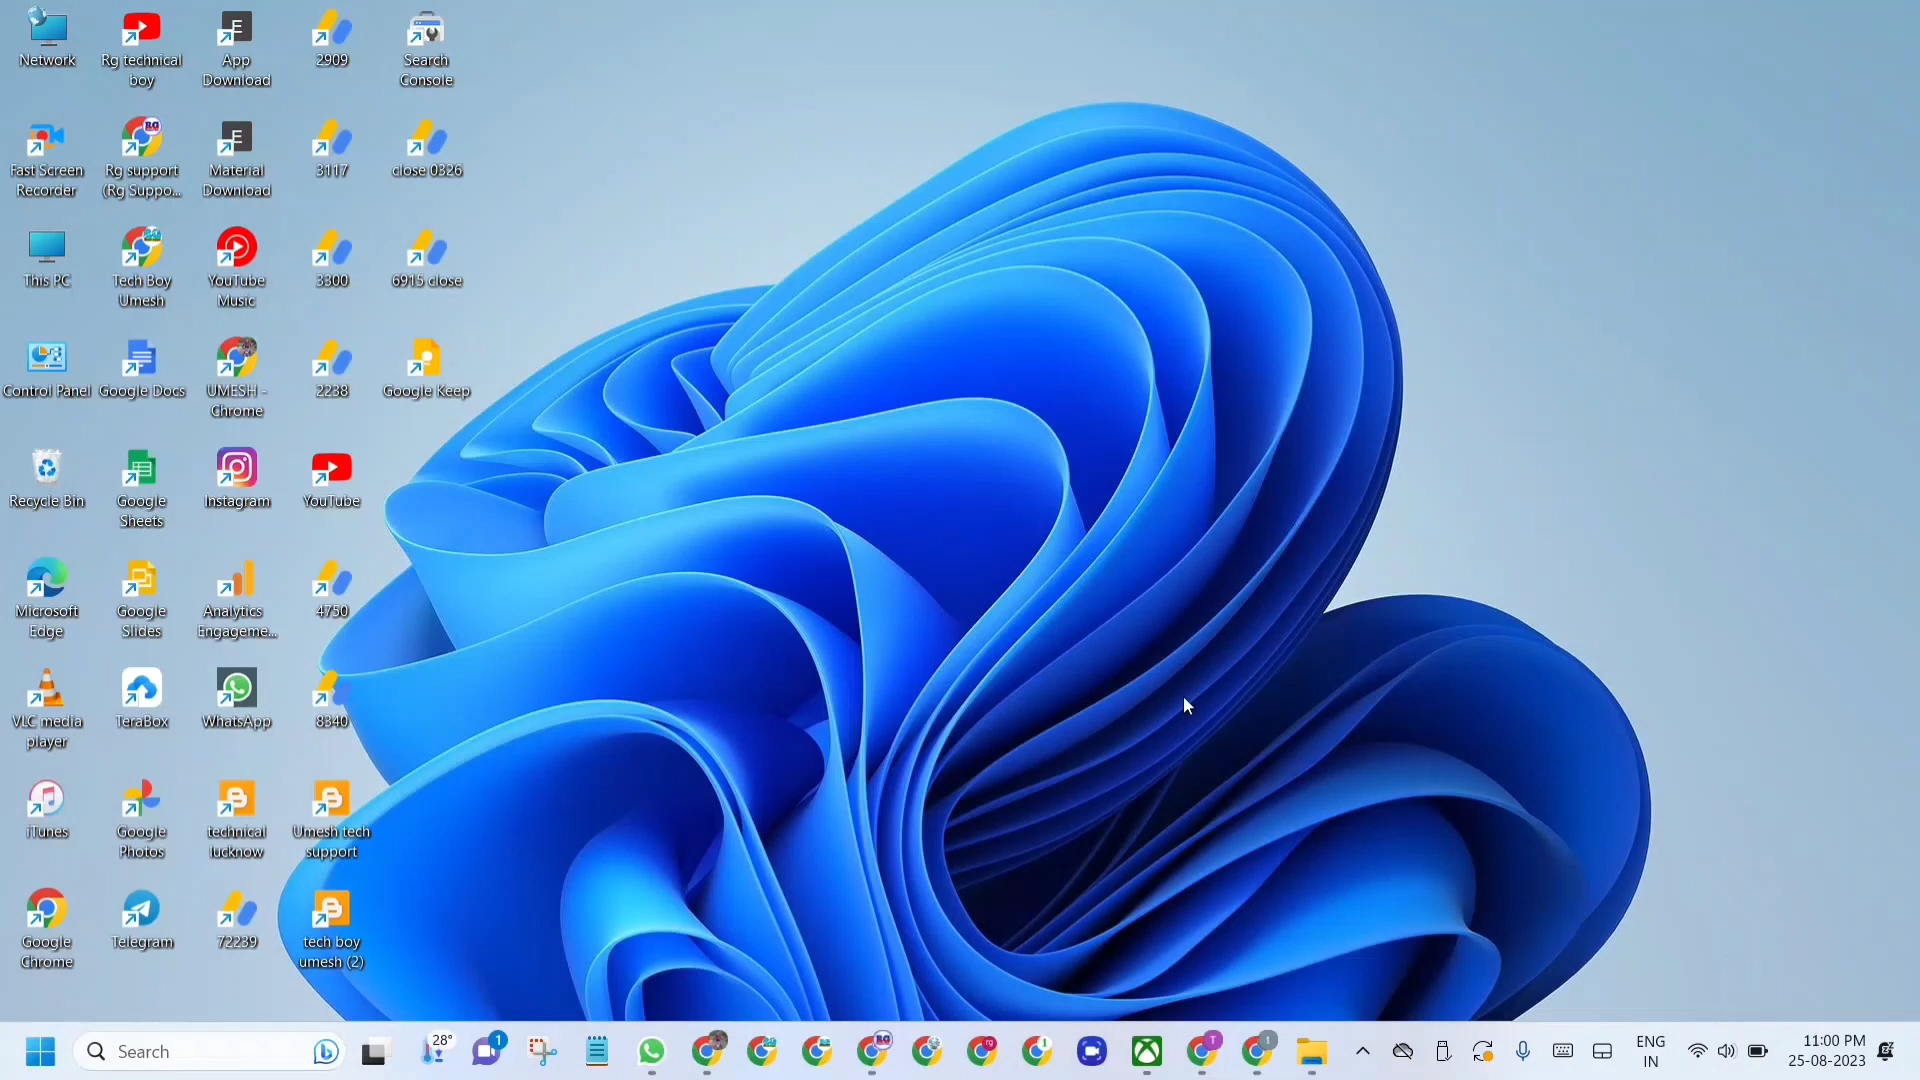 Network
Rg technical
boy
App
Download
2909
Search
Console
Fast Screen
Recorder
Rg support
(Rg Suppo...
Material
Download
3117
close 0326
This PC
Tech Boy
Umesh
YouTube
Music
3300
6915 close
Control Panel
Google Docs
UMESH -
Chrome
2238
Google Keep
Recycle Bin
Google
Sheets
Instagram
YouTube
Microsoft
Edge
Google
Slides
Analytics
Engageme...
4750
VLC media
player
TeraBox
WhatsApp
8340
iTunes
Google
Photos
technical
lucknow
Umesh tech
support
Google
Chrome
Telegram
72239
tech boy
umesh (2)
Search
28°
1
RG
rg
1
T
ENG
IN
11:00 PM
25-08-2023